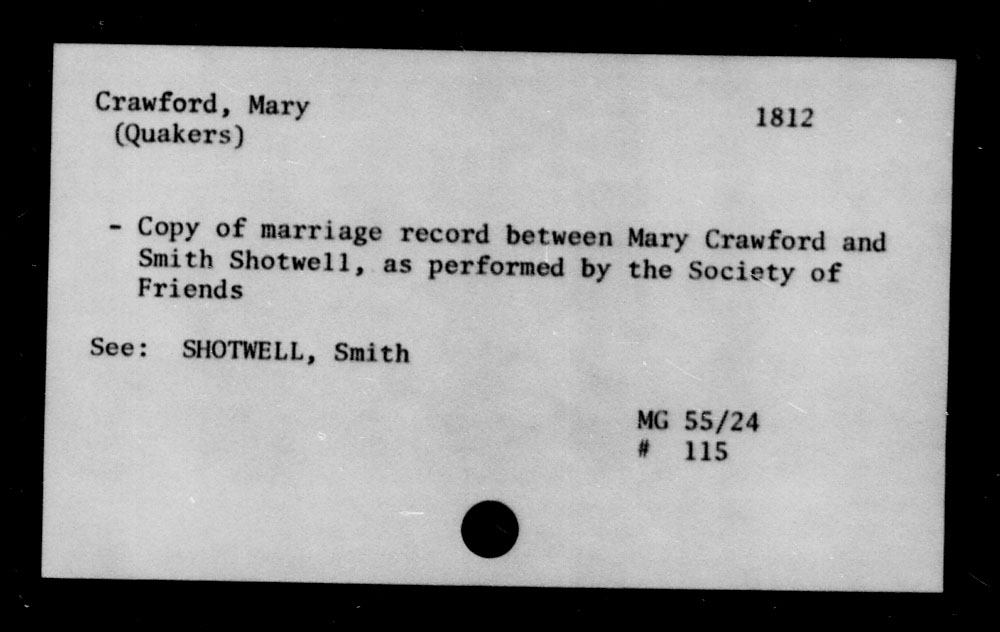 Crawford, Mary
(Quakers)
1812
- Copy of marriage record between Mary Crawford and
Smith Shotwell, as performed by the Society of
Friends
See: SHOTWELL, Smith
MG 55/24
# 115